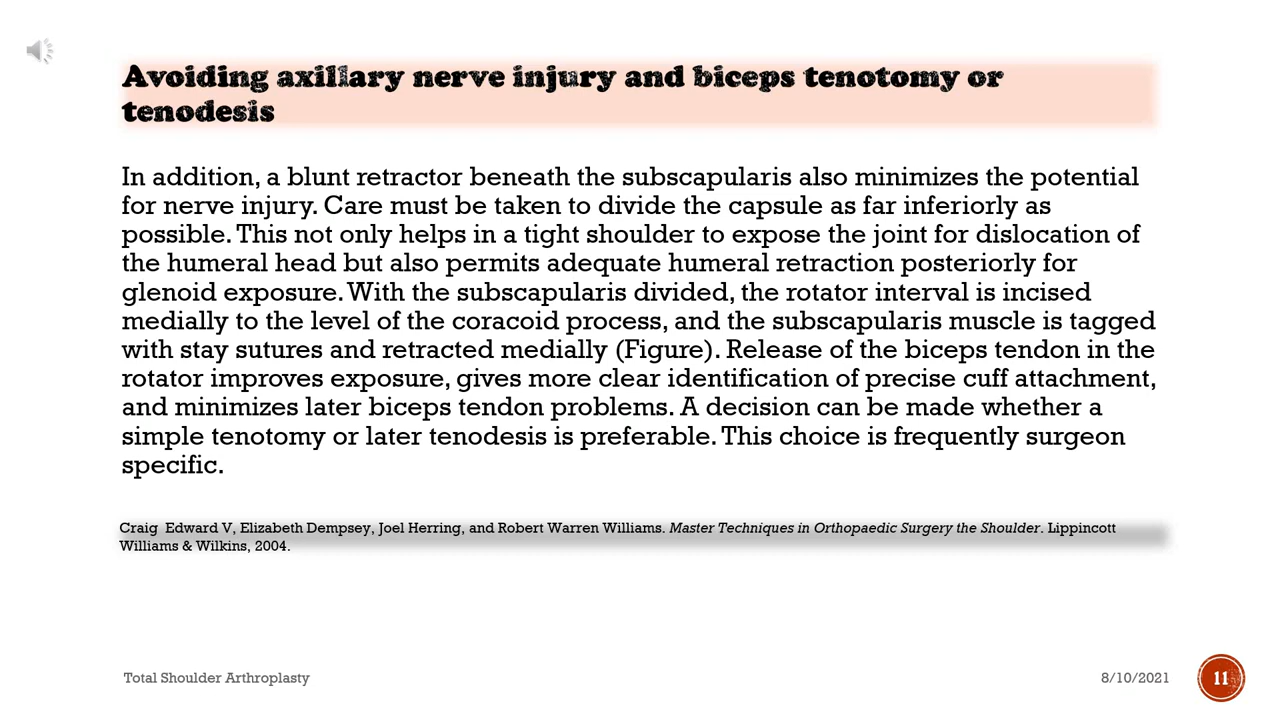 Avoiding axillary nerve injury and biceps tenotomy or
tenodesis
In addition, a blunt retractor beneath the subscapularis also minimizes the potential
for nerve injury. Care must be taken to divide the capsule as far inferiorly as
possible. This not only helps in a tight shoulder to expose the joint for dislocation of
the humeral head but also permits adequate humeral retraction posteriorly for
glenoid exposure. With the subscapularis divided, the rotator interval is incised
medially to the level of the coracoid process, and the subscapularis muscle is tagged
with stay sutures and retracted medially (Figure). Release of the biceps tendon in the
rotator improves exposure, gives more clear identification of precise cuff attachment,
and minimizes later biceps tendon problems. A decision can be made whether a
simple tenotomy or later tenodesis is preferable. This choice is frequently surgeon
specific.
Craig Edward V, Elizabeth Dempsey, Joel Herring, and Robert Warren Williams. Master Techniques in Orthopaedic Surgery the Shoulder. Lippincott
Williams & Wilkins, 2004.
Total Shoulder Arthroplasty
8/10/2021
11